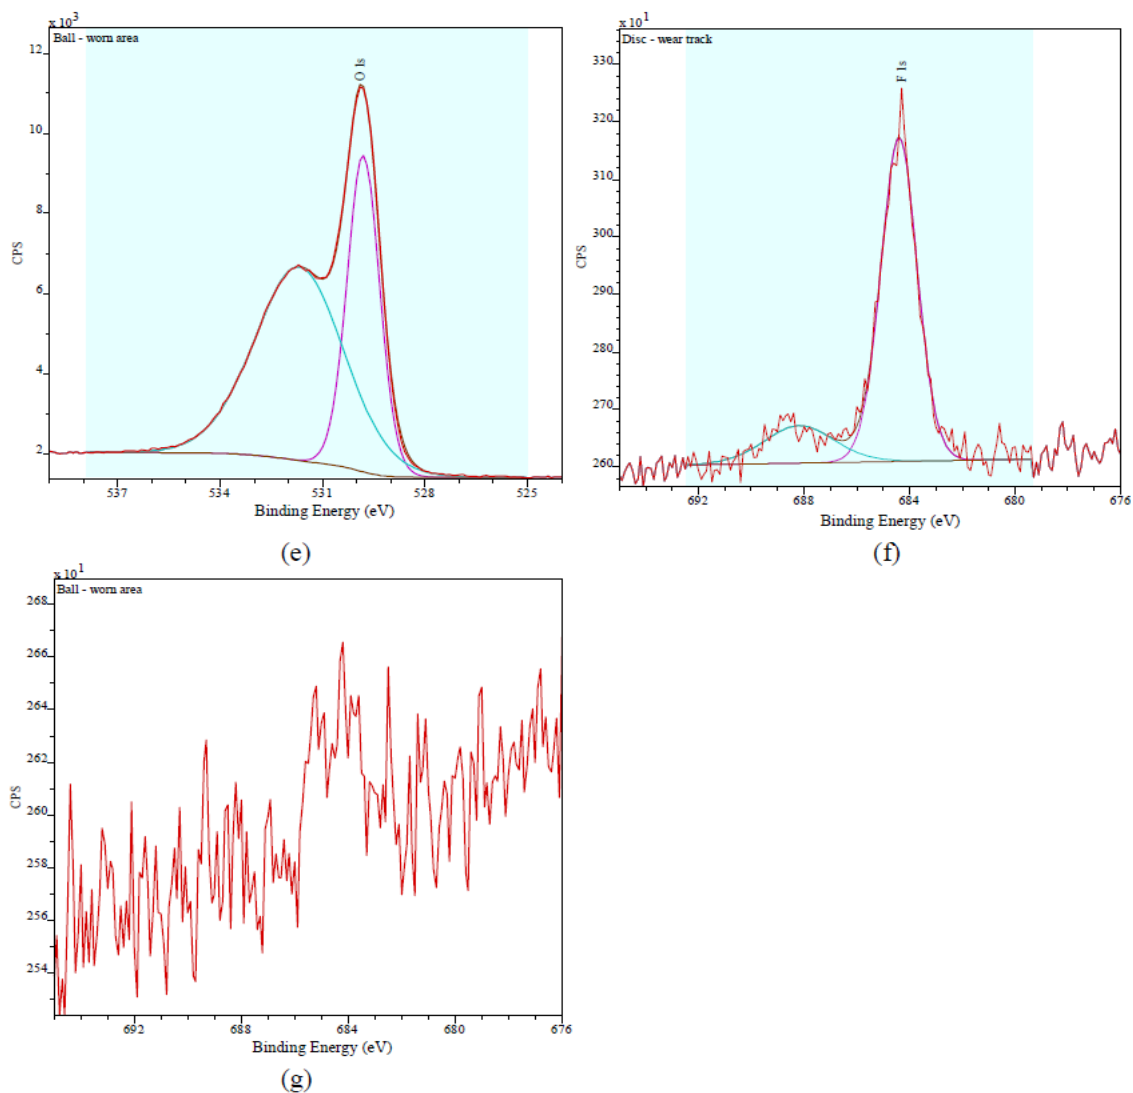 x 10³
Ball - worn area
O 1s
12
10
8
6
4
2
CPS
537
534
531
528
525
Binding Energy (eV)
(e)
x 10¹
Disc - wear track
F 1s
330
320
310
300
290
280
270
260
CPS
692
688
684
680
676
Binding Energy (eV)
(f)
x 10¹
Ball - worn area
268
266
264
262
260
258
256
254
CPS
692
688
684
680
676
Binding Energy (eV)
(g)